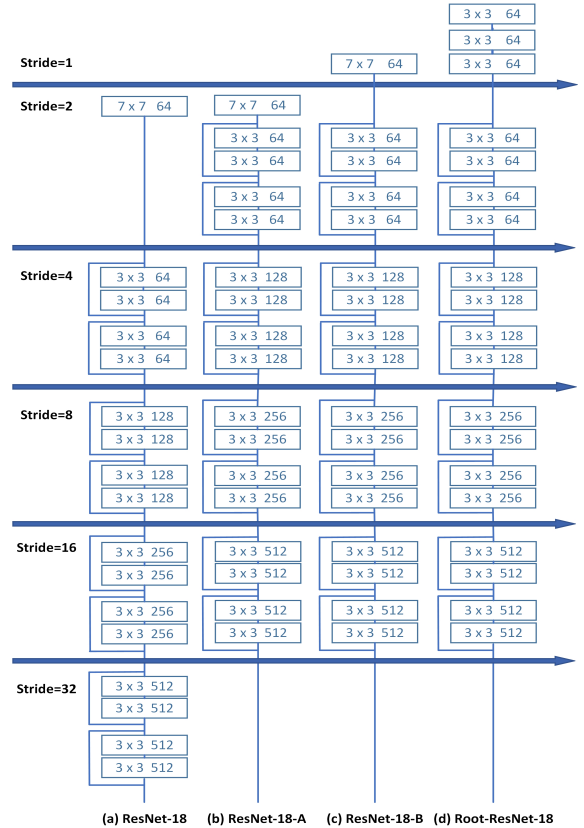 3 x 3 64
3 x 3 64
Stride=1 7 x 7 64 3 x 3 64
Stride=2 7 x 7 64 7 x 7 64
3 x 3 64 3 x 3 64 3 x 3 64
3 x 3 64 3 x 3 64 3 x 3 64
3 x 3 64 3 x 3 64 3 x 3 64
3 x 3 64 3 x 3 64 3 x 3 64
Stride=4 3 x 3 64 3 x 3 128 3 x 3 128 3 x 3 128
3 x 3 64 3 x 3 128 3 x 3 128 3 x 3 128
3 x 3 64 3 x 3 128 3 x 3 128 3 x 3 128
3 x 3 64 3 x 3 128 3 x 3 128 3 x 3 128
Stride=8 3 x 3 128 3 x 3 256 3 x 3 256 3 x 3 256
3 x 3 128 3 x 3 256 3 x 3 256 3 x 3 256
3 x 3 128 3 x 3 256 3 x 3 256 3 x 3 256
3 x 3 128 3 x 3 256 3 x 3 256 3 x 3 256
Stride=16 3 x 3 256 3 x 3 512 3 x 3 512 3 x 3 512
3 x 3 256 3 x 3 512 3 x 3 512 3 x 3 512
3 x 3 256 3 x 3 512 3 x 3 512 3 x 3 512
3 x 3 256 3 x 3 512 3 x 3 512 3 x 3 512
Stride=32 3 x 3 512
3 x 3 512
3 x 3 512
3 x 3 512
(a) ResNet-18 (b) ResNet-18-A (c) ResNet-18-B (d) Root-ResNet-18